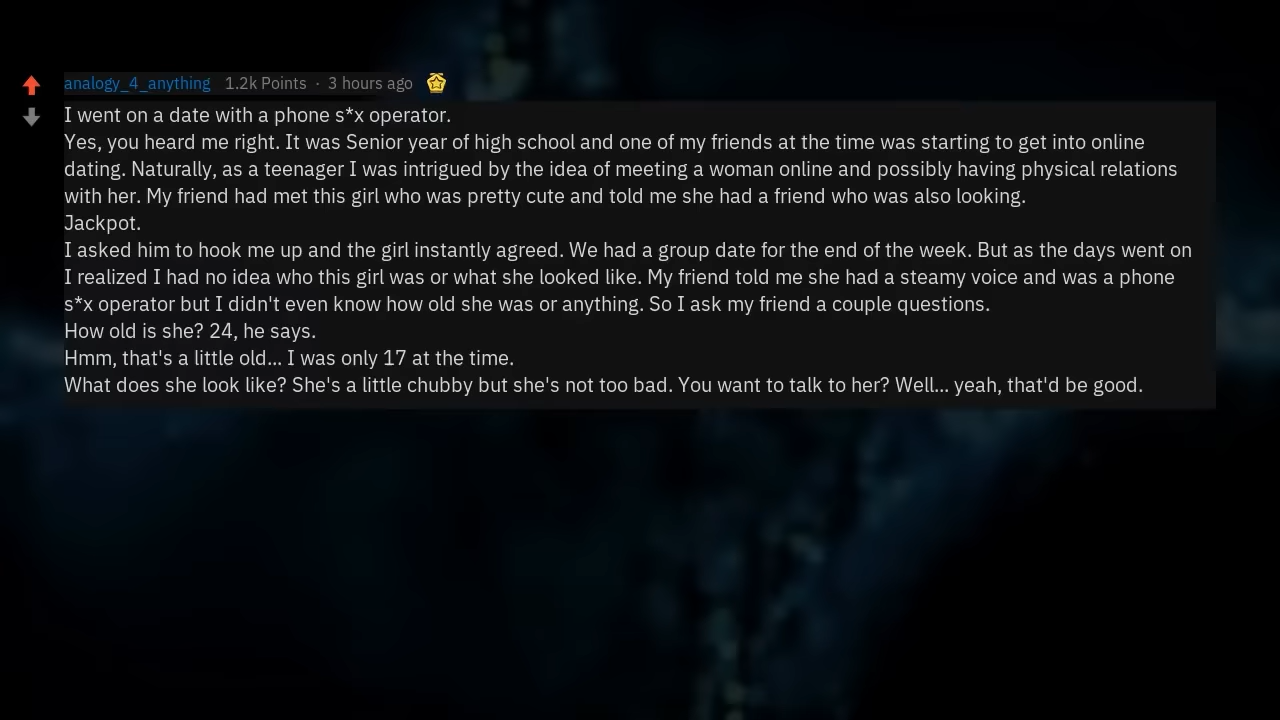 analogy_4_anything 1.2k Points · 3 hours ago
I went on a date with a phone s*x operator.
Yes, you heard me right. It was Senior year of high school and one of my friends at the time was starting to get into online
dating. Naturally, as a teenager I was intrigued by the idea of meeting a woman online and possibly having physical relations
with her. My friend had met this girl who was pretty cute and told me she had a friend who was also looking.
Jackpot.
I asked him to hook me up and the girl instantly agreed. We had a group date for the end of the week. But as the days went on
I realized I had no idea who this girl was or what she looked like. My friend told me she had a steamy voice and was a phone
s*x operator but I didn't even know how old she was or anything. So I ask my friend a couple questions.
How old is she? 24, he says.
Hmm, that's a little old... I was only 17 at the time.
What does she look like? She's a little chubby but she's not too bad. You want to talk to her? Well... yeah, that'd be good.